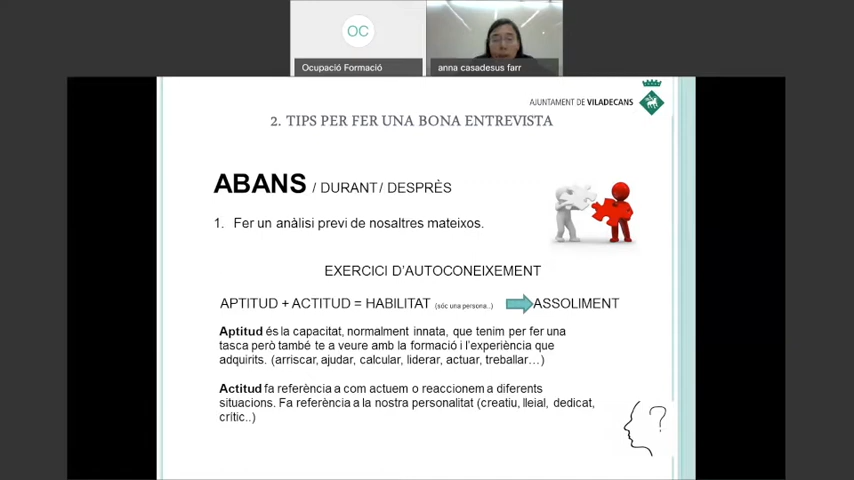 OC
Ocupació Formació
anna casadesus farr
AJUNTAMENT DE VILADECANS
2. TIPS PER FER UNA BONA ENTREVISTA
ABANS / DURANT / DESPRÈS
1. Fer un anàlisi previ de nosaltres mateixos.
EXERCICI D'AUTOCONEIXEMENT
APTITUD + ACTITUD = HABILITAT (sóc una persona..) ASSOLIMENT
Aptitud és la capacitat, normalment innata, que tenim per fer una
tasca però també te a veure amb la formació i l'experiència que
adquirits. (arriscar, ajudar, calcular, liderar, actuar, treballar…)
Actitud fa referència a com actuem o reaccionem a diferents
situacions. Fa referència a la nostra personalitat (creatiu, lleial, dedicat,
crític..)
?